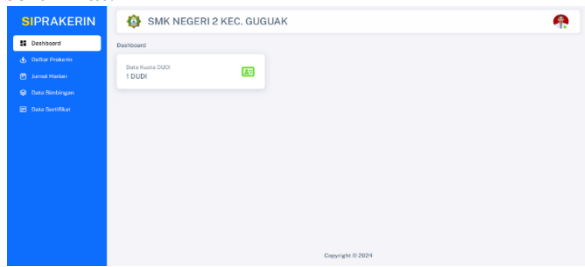 SIPRAKERIN
SMK NEGERI 2 KEC. GUGUAK
Dashboard
Daftar Prakerin
Jurnal Harian
Data Bimbingan
Data Sertifikat
Dashboard
Data Kuota DUDI
1 DUDI
Copyright © 2024